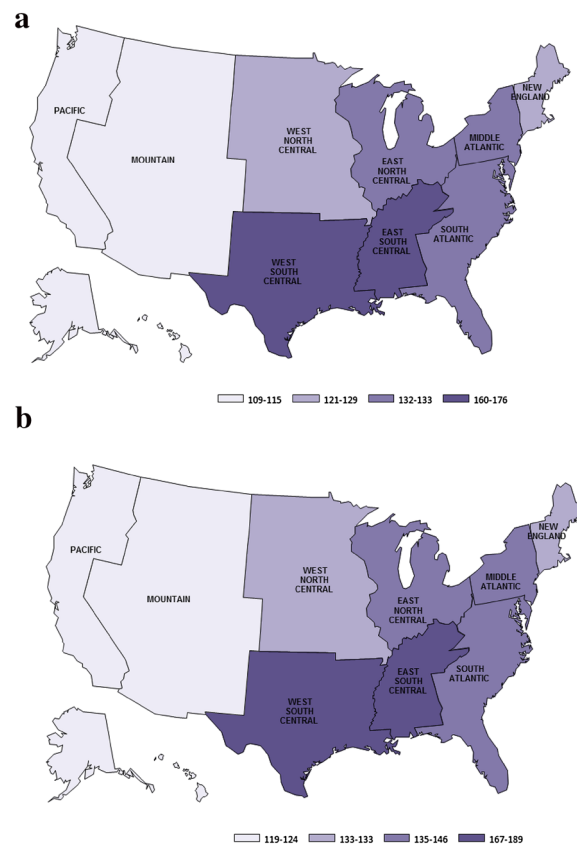 a
PACIFIC
MOUNTAIN
WEST
NORTH
CENTRAL
EAST
NORTH
CENTRAL
NEW
ENGLAND
MIDDLE
ATLANTIC
SOUTH
ATLANTIC
EAST
SOUTH
CENTRAL
WEST
SOUTH
CENTRAL
109-115 121-129 132-133 160-176
b
PACIFIC
MOUNTAIN
WEST
NORTH
CENTRAL
EAST
NORTH
CENTRAL
NEW
ENGLAND
MIDDLE
ATLANTIC
SOUTH
ATLANTIC
EAST
SOUTH
CENTRAL
WEST
SOUTH
CENTRAL
119-124 133-133 135-146 167-189